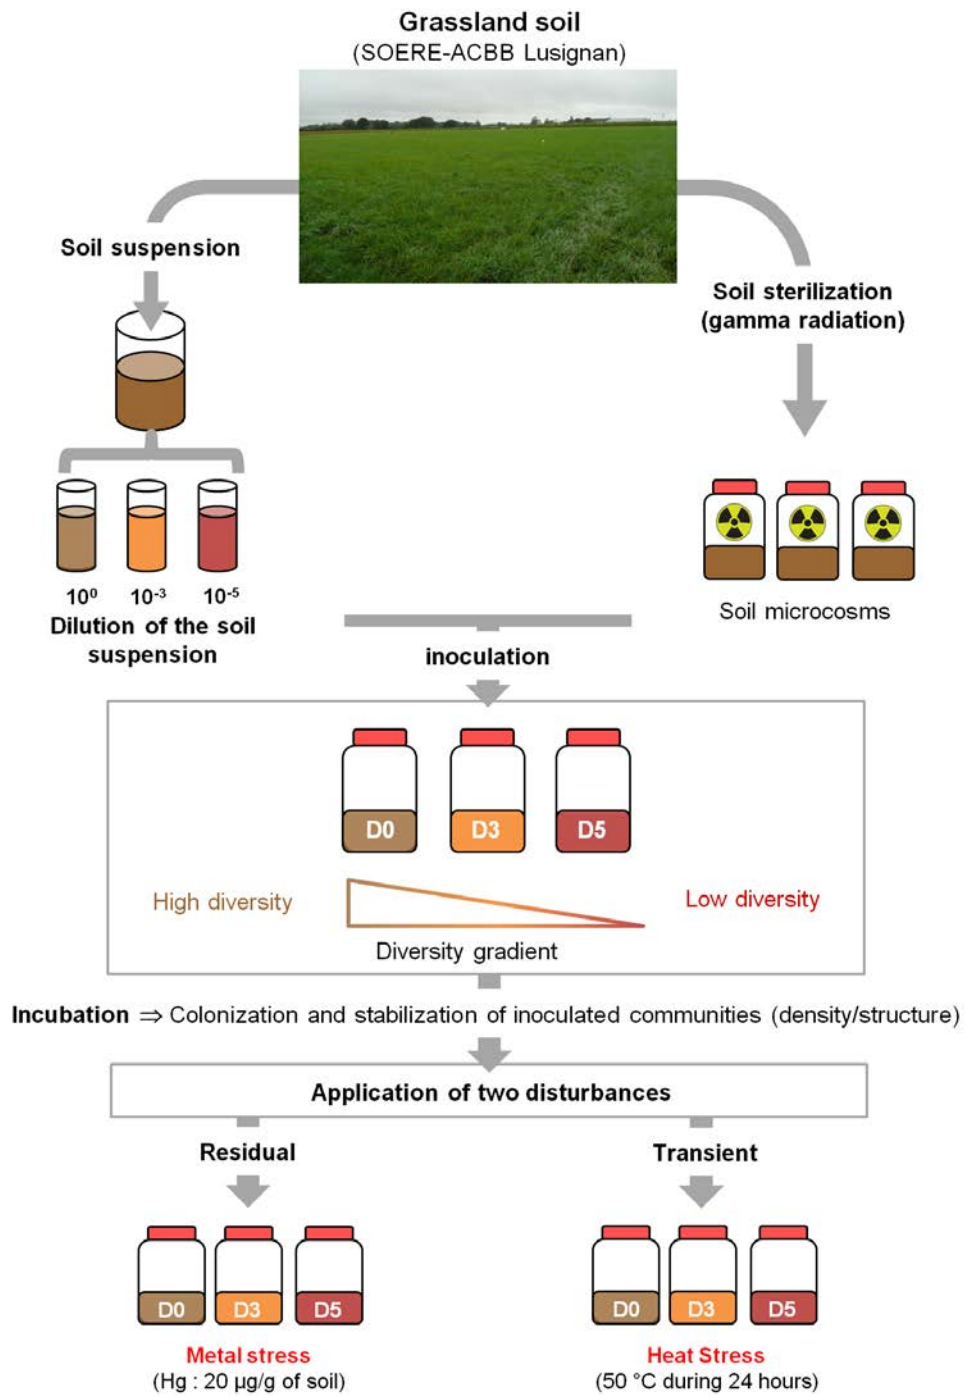 Grassland soil
(SOERE-ACBB Lusignan)
Soil suspension
Soil sterilization
(gamma radiation)
10⁰ 10⁻³ 10⁻⁵
Dilution of the soil
suspension
Soil microcosms
inoculation
D0 D3 D5
High diversity
Low diversity
Diversity gradient
Incubation ⇒ Colonization and stabilization of inoculated communities (density/structure)
Application of two disturbances
Residual
Transient
D0 D3 D5
D0 D3 D5
Metal stress
(Hg : 20 µg/g of soil)
Heat Stress
(50 °C during 24 hours)